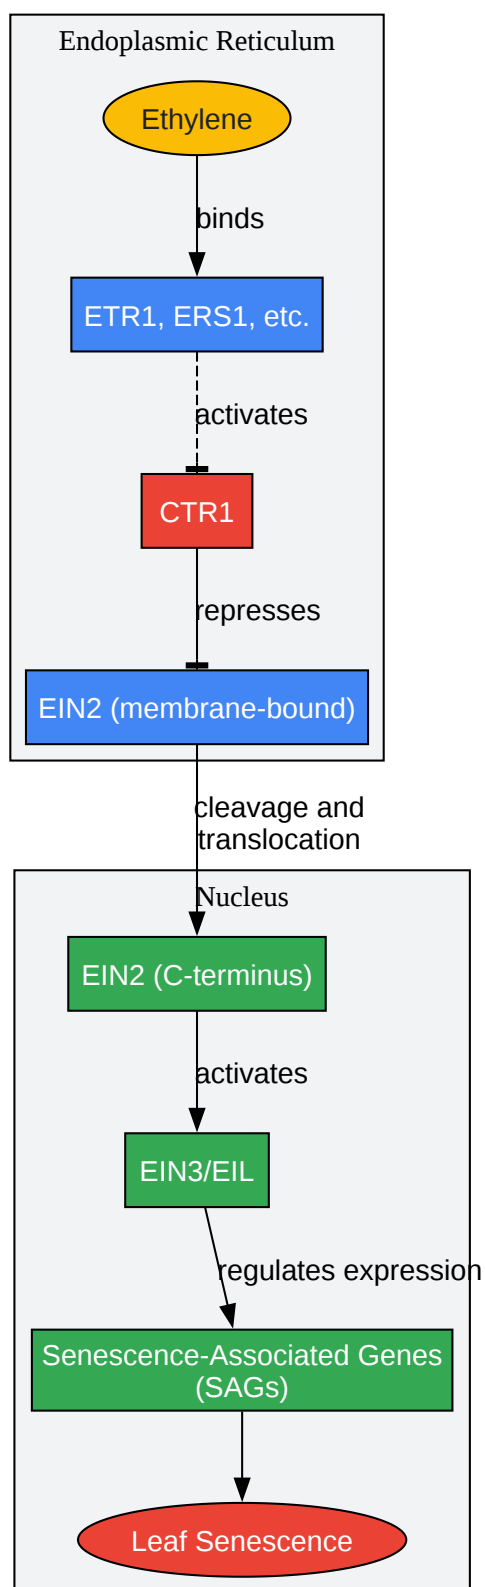 Endoplasmic Reticulum
Ethylene
binds
ETR1, ERS1, etc.
activates
CTR1
represses
EIN2 (membrane-bound)
cleavage and
translocation
Nucleus
EIN2 (C-terminus)
activates
EIN3/EIL
regulates expression
Senescence-Associated Genes
(SAGs)
Leaf Senescence